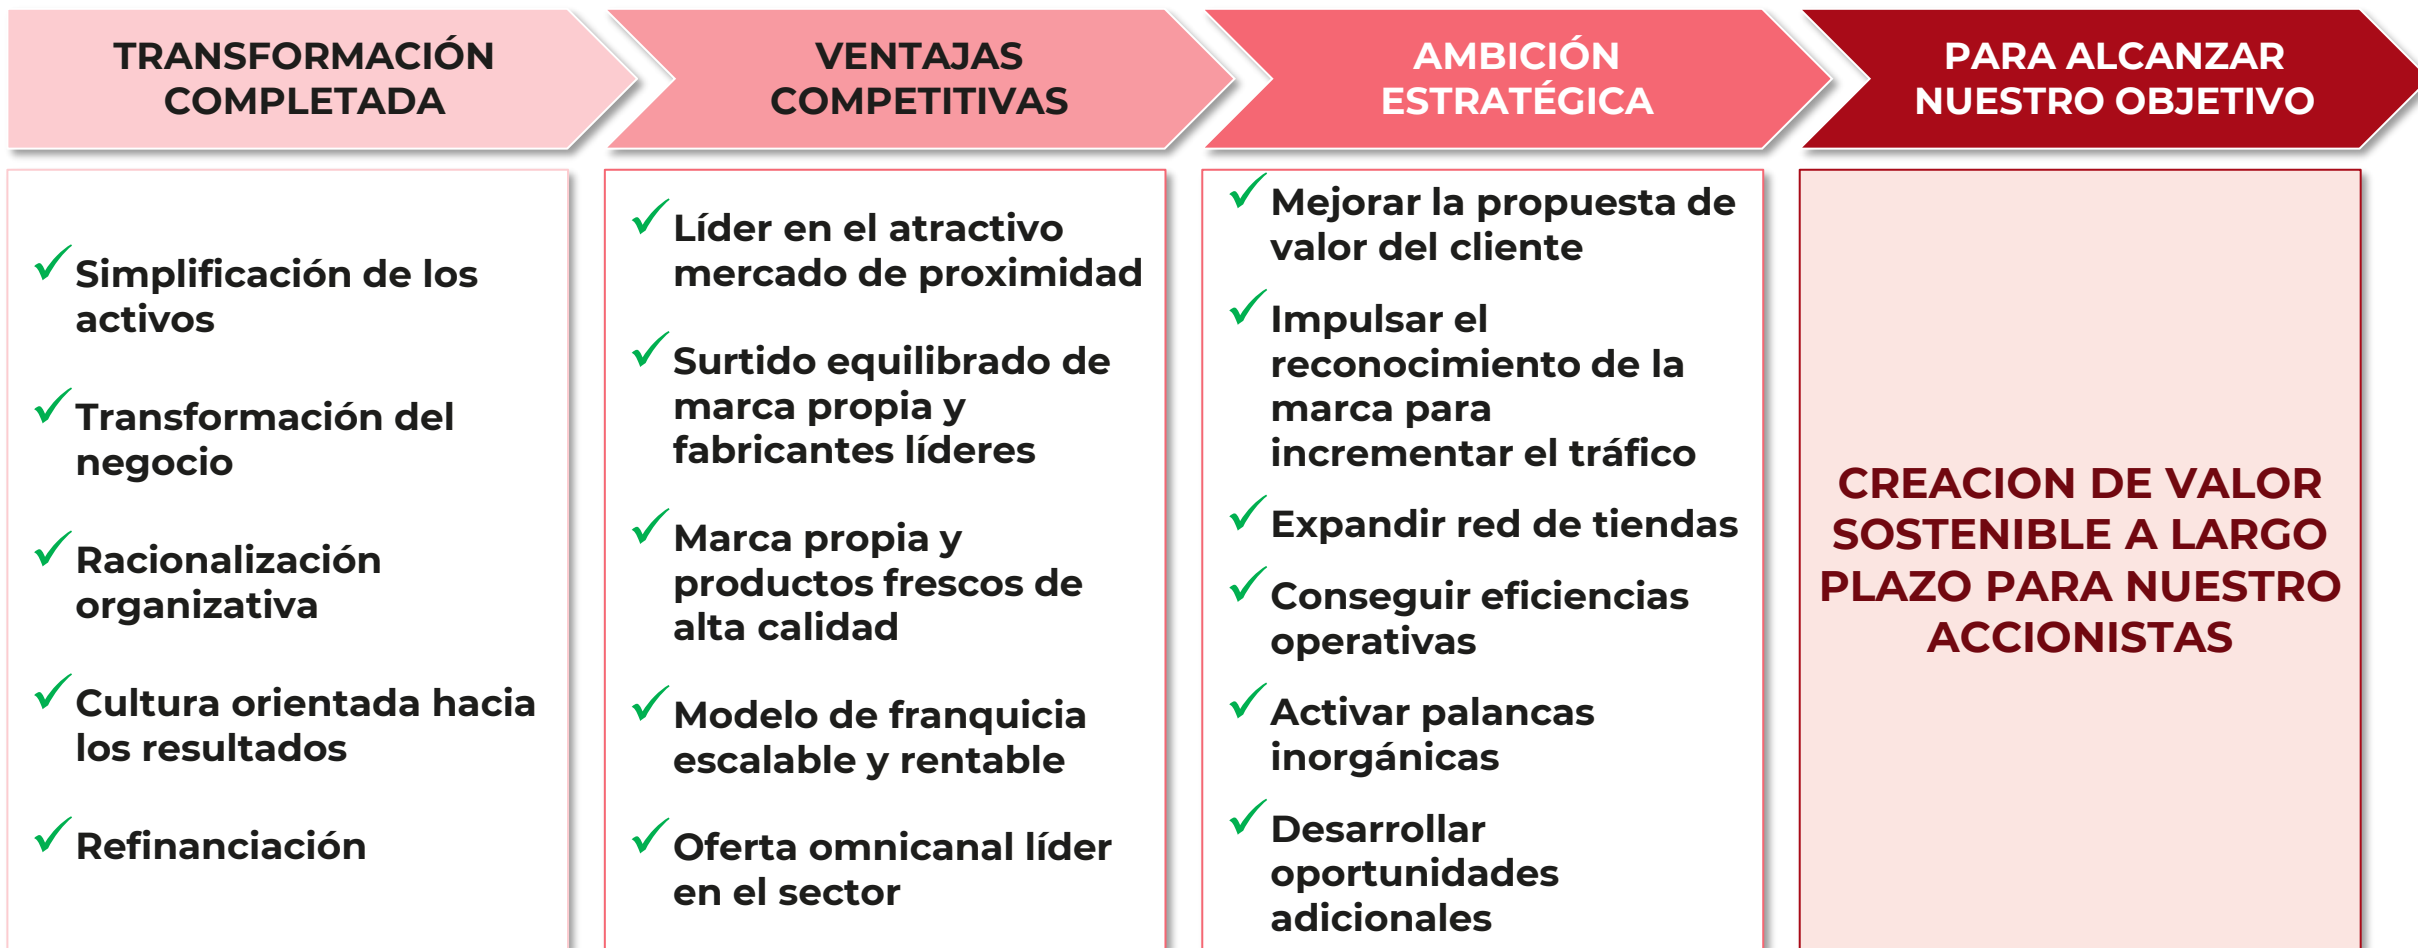 TRANSFORMACIÓN
COMPLETADA
Simplificación de los
activos
Transformación del
negocio
Racionalización
organizativa
Cultura orientada hacia
los resultados
Refinanciación
VENTAJAS
COMPETITIVAS
Líder en el atractivo
mercado de proximidad
Surtido equilibrado de
marca propia y
fabricantes líderes
Marca propia y
productos frescos de
alta calidad
Modelo de franquicia
escalable y rentable
Oferta omnicanal líder
en el sector
AMBICIÓN
ESTRATÉGICA
Mejorar la propuesta de
valor del cliente
Impulsar el
reconocimiento de la
marca para
incrementar el tráfico
Expandir red de tiendas
Conseguir eficiencias
operativas
Activar palancas
inorgánicas
Desarrollar
oportunidades
adicionales
PARA ALCANZAR
NUESTRO OBJETIVO
CREACION DE VALOR
SOSTENIBLE A LARGO
PLAZO PARA NUESTRO
ACCIONISTAS